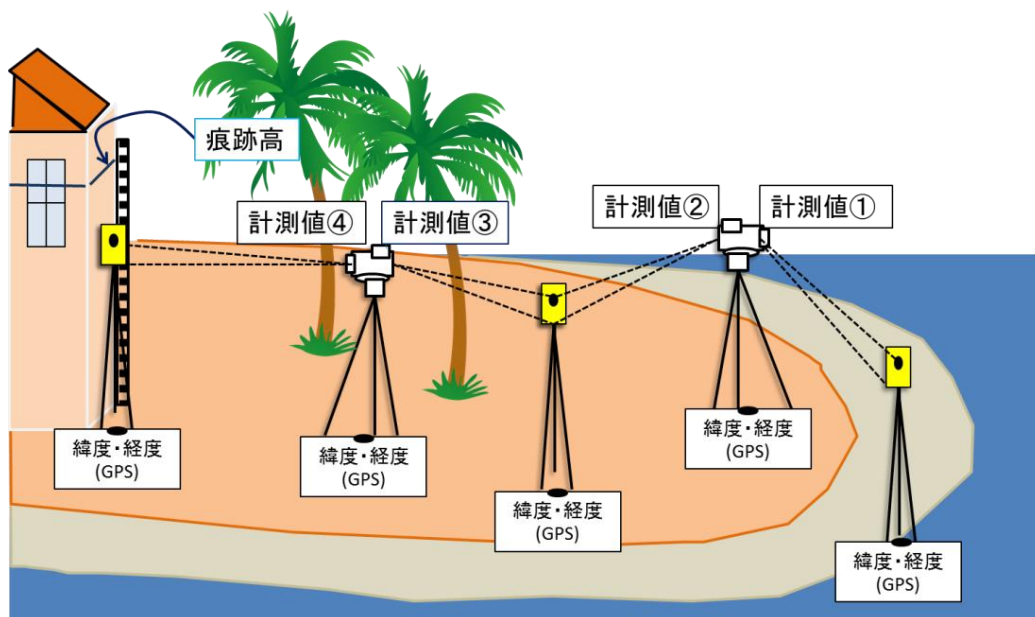 痕跡高
計測値④
計測値③
計測値②
計測値①
緯度・経度
(GPS)
緯度・経度
(GPS)
緯度・経度
(GPS)
緯度・経度
(GPS)
緯度・経度
(GPS)